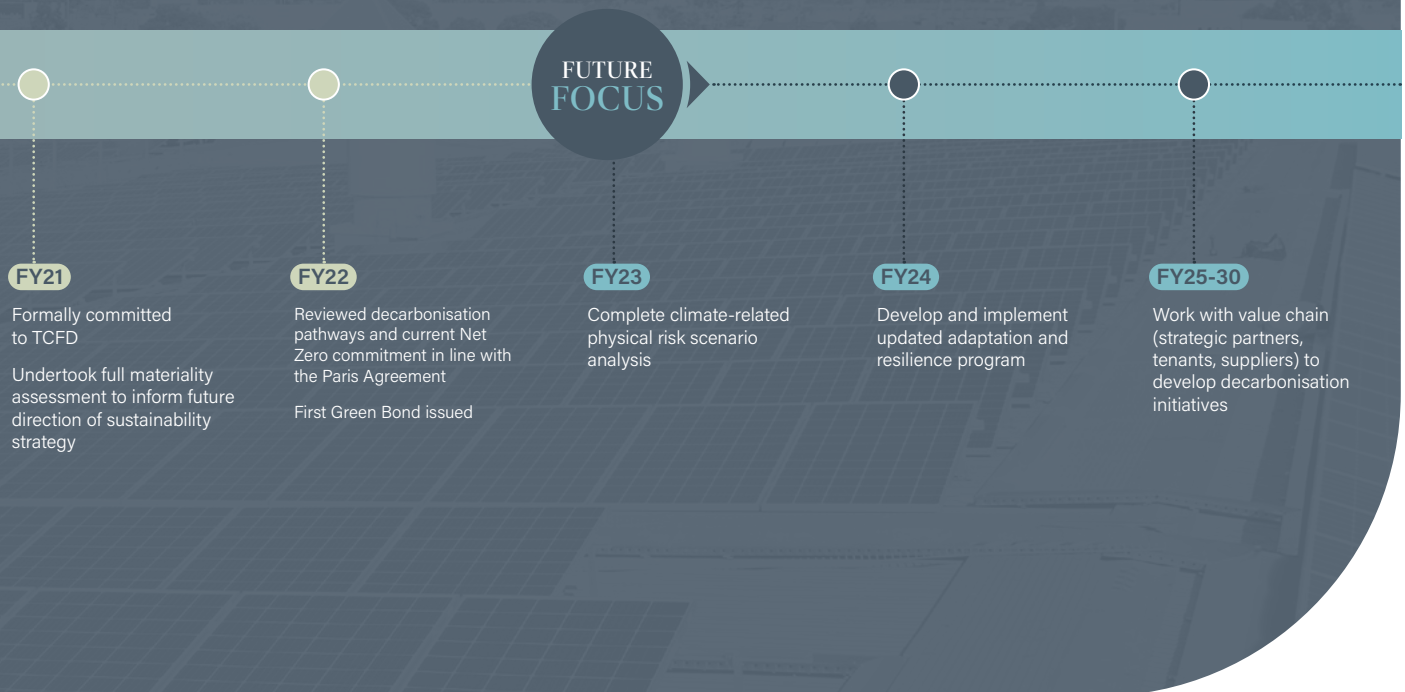 FUTURE
FOCUS
FY21
Formally committed
to TCFD
Undertook full materiality
assessment to inform future
direction of sustainability
strategy
FY22
Reviewed decarbonisation
pathways and current Net
Zero commitment in line with
the Paris Agreement
First Green Bond issued
FY23
Complete climate-related
physical risk scenario
analysis
FY24
Develop and implement
updated adaptation and
resilience program
FY25-30
Work with value chain
(strategic partners,
tenants, suppliers) to
develop decarbonisation
initiatives